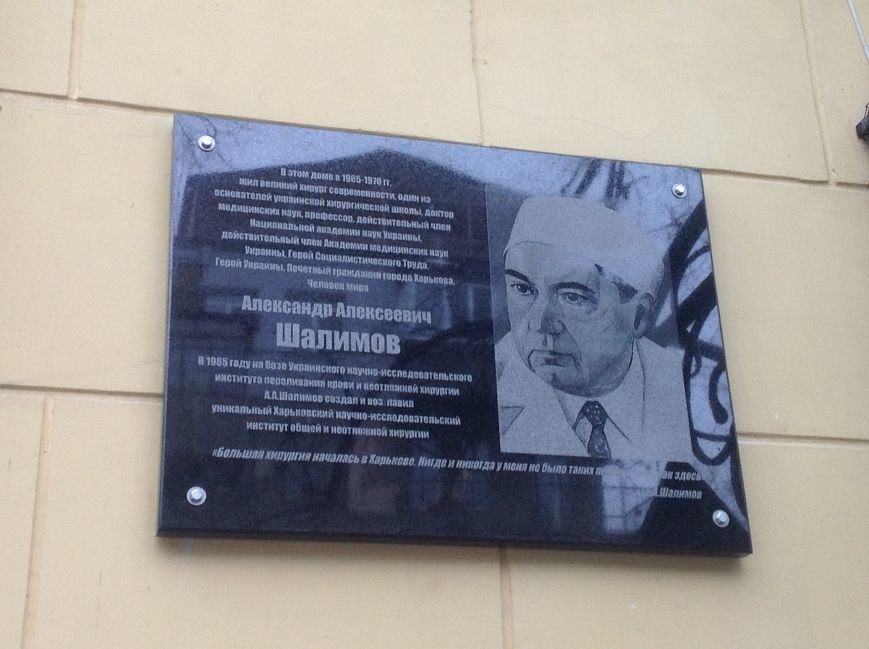 В этом доме в 1965-1970 гг.
жил великий хирург современности, один из
основателей украинской хирургической школы, доктор
медицинских наук, профессор, действительный член
Национальной академии наук Украины,
действительный член Академии медицинских наук
Украины, Герой Социалистического Труда,
Герой Украины, Почетный гражданин города Харькова,
Человек мира
Александр Алексеевич
Шалимов
В 1965 году на базе Украинского научно-исследовательского
института переливания крови и неотложной хирургии
А.А.Шалимов создал и воз лавил
уникальный Харьковский научно-исследовательский
институт общей и неотложной хирургии
«Большая хирургия началась в Харькове. Нигде и никогда у меня не было таких здесь
Шалимов